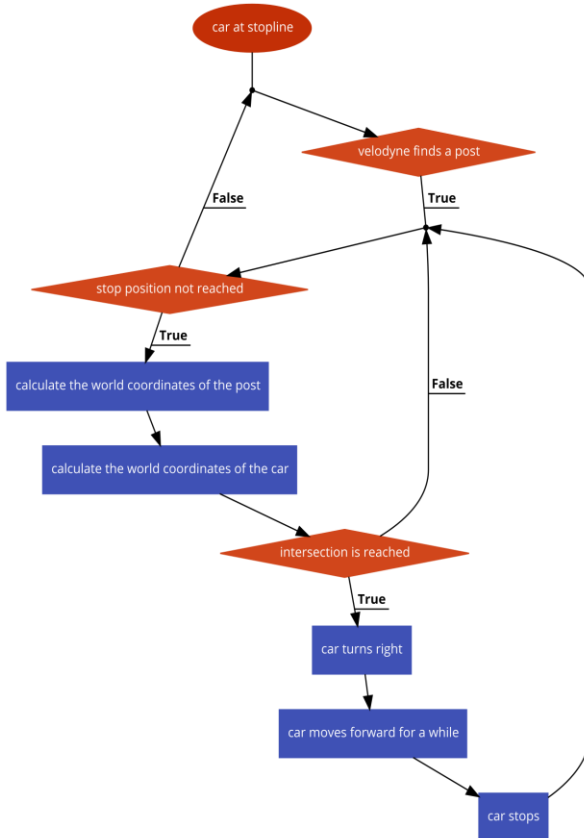 car at stopline
velodyne finds a post
False
True
stop position not reached
True
calculate the world coordinates of the post
False
calculate the world coordinates of the car
intersection is reached
True
car turns right
car moves forward for a while
car stops